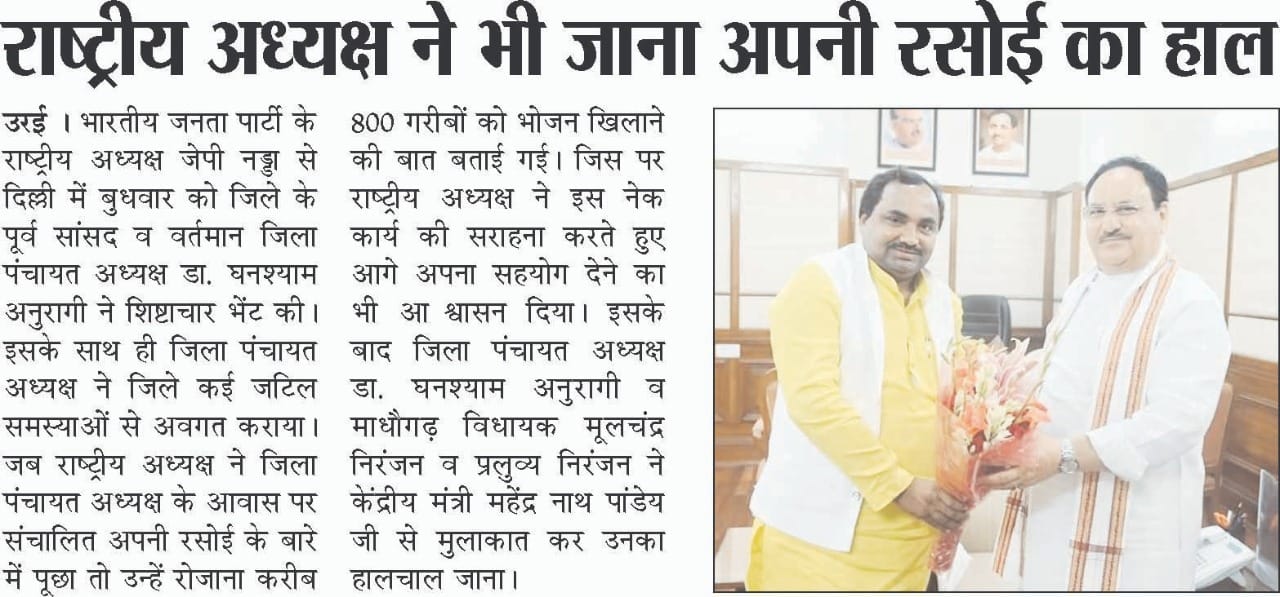 राष्ट्रीय अध्यक्ष ने भी जाना अपनी रसोई का हाल
उरई । भारतीय जनता पार्टी के
राष्ट्रीय अध्यक्ष जेपी नड्डा से
दिल्ली में बुधवार को जिले के
पूर्व सांसद व वर्तमान जिला
पंचायत अध्यक्ष डा. घनश्याम
अनुरागी ने शिष्टाचार भेंट की।
इसके साथ ही जिला पंचायत
अध्यक्ष ने जिले कई जटिल
समस्याओं से अवगत कराया।
जब राष्ट्रीय अध्यक्ष ने जिला
पंचायत अध्यक्ष के आवास पर
संचालित अपनी रसोई के बारे
में पूछा तो उन्हें रोजाना करीब
800 गरीबों को भोजन खिलाने
की बात बताई गई। जिस पर
राष्ट्रीय अध्यक्ष ने इस नेक
कार्य की सराहना करते हुए
आगे अपना सहयोग देने का
भी आ श्वासन दिया। इसके
बाद जिला पंचायत अध्यक्ष
डा. घनश्याम अनुरागी व
माधौगढ़ विधायक मूलचंद्र
निरंजन व प्रलुव्य निरंजन ने
केंद्रीय मंत्री महेंद्र नाथ पांडेय
जी से मुलाकात कर उनका
हालचाल जाना।